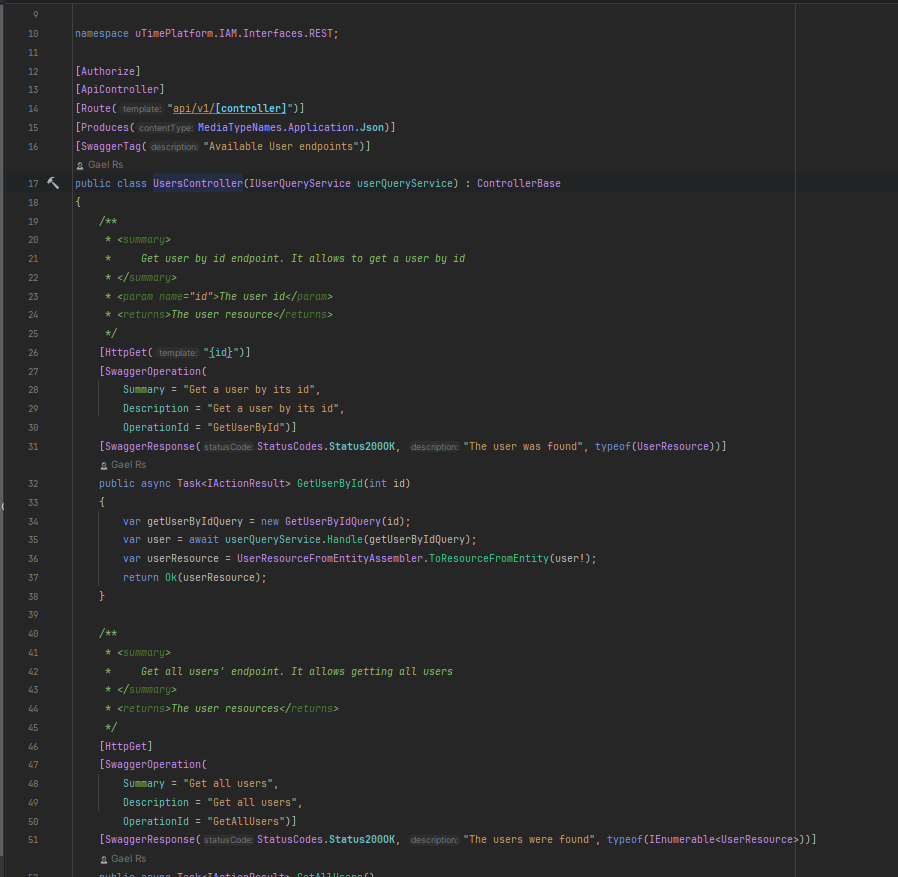 9
10 namespace uTimePlatform.IAM.Interfaces.REST;
11
12 [Authorize]
13 [ApiController]
14 [Route( template: "api/v1/[controller]")]
15 [Produces( contentType: MediaTypeNames.Application.Json)]
16 [SwaggerTag( description: "Available User endpoints")]
Gael Rs
17 public class UsersController(IUserQueryService userQueryService) : ControllerBase
18 {
19 /**
20 * <summary>
21 * Get user by id endpoint. It allows to get a user by id
22 * </summary>
23 * <param name="id">The user id</param>
24 * <returns>The user resource</returns>
25 */
26 [HttpGet( template: "{id}")]
27 [SwaggerOperation(
28 Summary = "Get a user by its id",
29 Description = "Get a user by its id",
30 OperationId = "GetUserById")]
31 [SwaggerResponse( statusCode: StatusCodes.Status200OK, description: "The user was found", typeof(UserResource))]
Gael Rs
32 public async Task<IActionResult> GetUserById(int id)
33 {
34 var getUserByIdQuery = new GetUserByIdQuery(id);
35 var user = await userQueryService.Handle(getUserByIdQuery);
36 var userResource = UserResourceFromEntityAssembler.ToResourceFromEntity(user!);
37 return Ok(userResource);
38 }
39
40 /**
41 * <summary>
42 * Get all users' endpoint. It allows getting all users
43 * </summary>
44 * <returns>The user resources</returns>
45 */
46 [HttpGet]
47 [SwaggerOperation(
48 Summary = "Get all users",
49 Description = "Get all users",
50 OperationId = "GetAllUsers")]
51 [SwaggerResponse( statusCode: StatusCodes.Status200OK, description: "The users were found", typeof(IEnumerable<UserResource>))]
Gael Rs
52 public async Task<IActionResult> GetAllUsers()